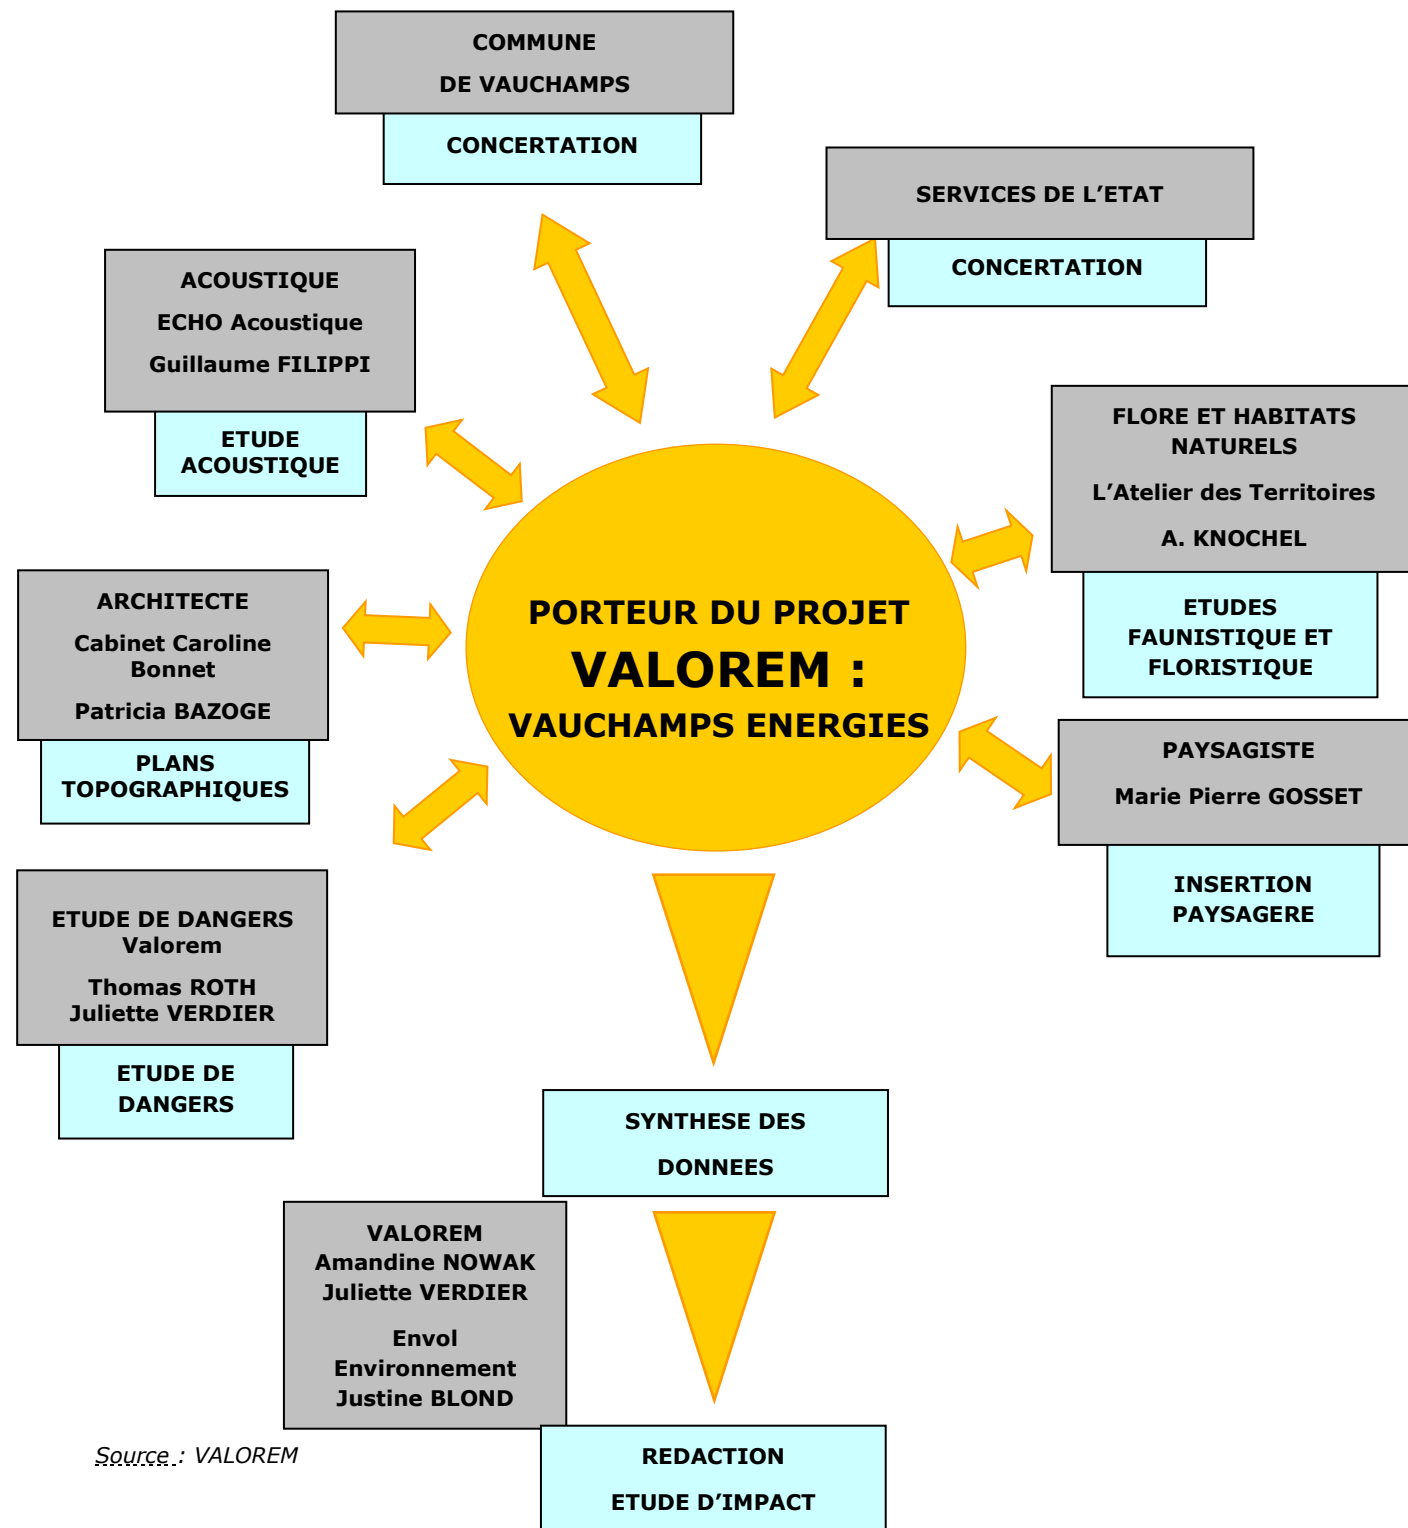 COMMUNE
DE VAUCHAMPS
CONCERTATION
SERVICES DE L’ETAT
CONCERTATION
ACOUSTIQUE
ECHO Acoustique
Guillaume FILIPPI
ETUDE
ACOUSTIQUE
FLORE ET HABITATS
NATURELS
L’Atelier des Territoires
A. KNOCHEL
ETUDES
FAUNISTIQUE ET
FLORISTIQUE
ARCHITECTE
Cabinet Caroline
Bonnet
Patricia BAZOGE
PLANS
TOPOGRAPHIQUES
PORTEUR DU PROJET
VALOREM :
VAUCHAMPS ENERGIES
PAYSAGISTE
Marie Pierre GOSSET
INSERTION
PAYSAGERE
ETUDE DE DANGERS
Valorem
Thomas ROTH
Juliette VERDIER
ETUDE DE
DANGERS
SYNTHESE DES
DONNEES
VALOREM
Amandine NOWAK
Juliette VERDIER
Envol
Environnement
Justine BLOND
REDACTION
ETUDE D’IMPACT
Source : VALOREM